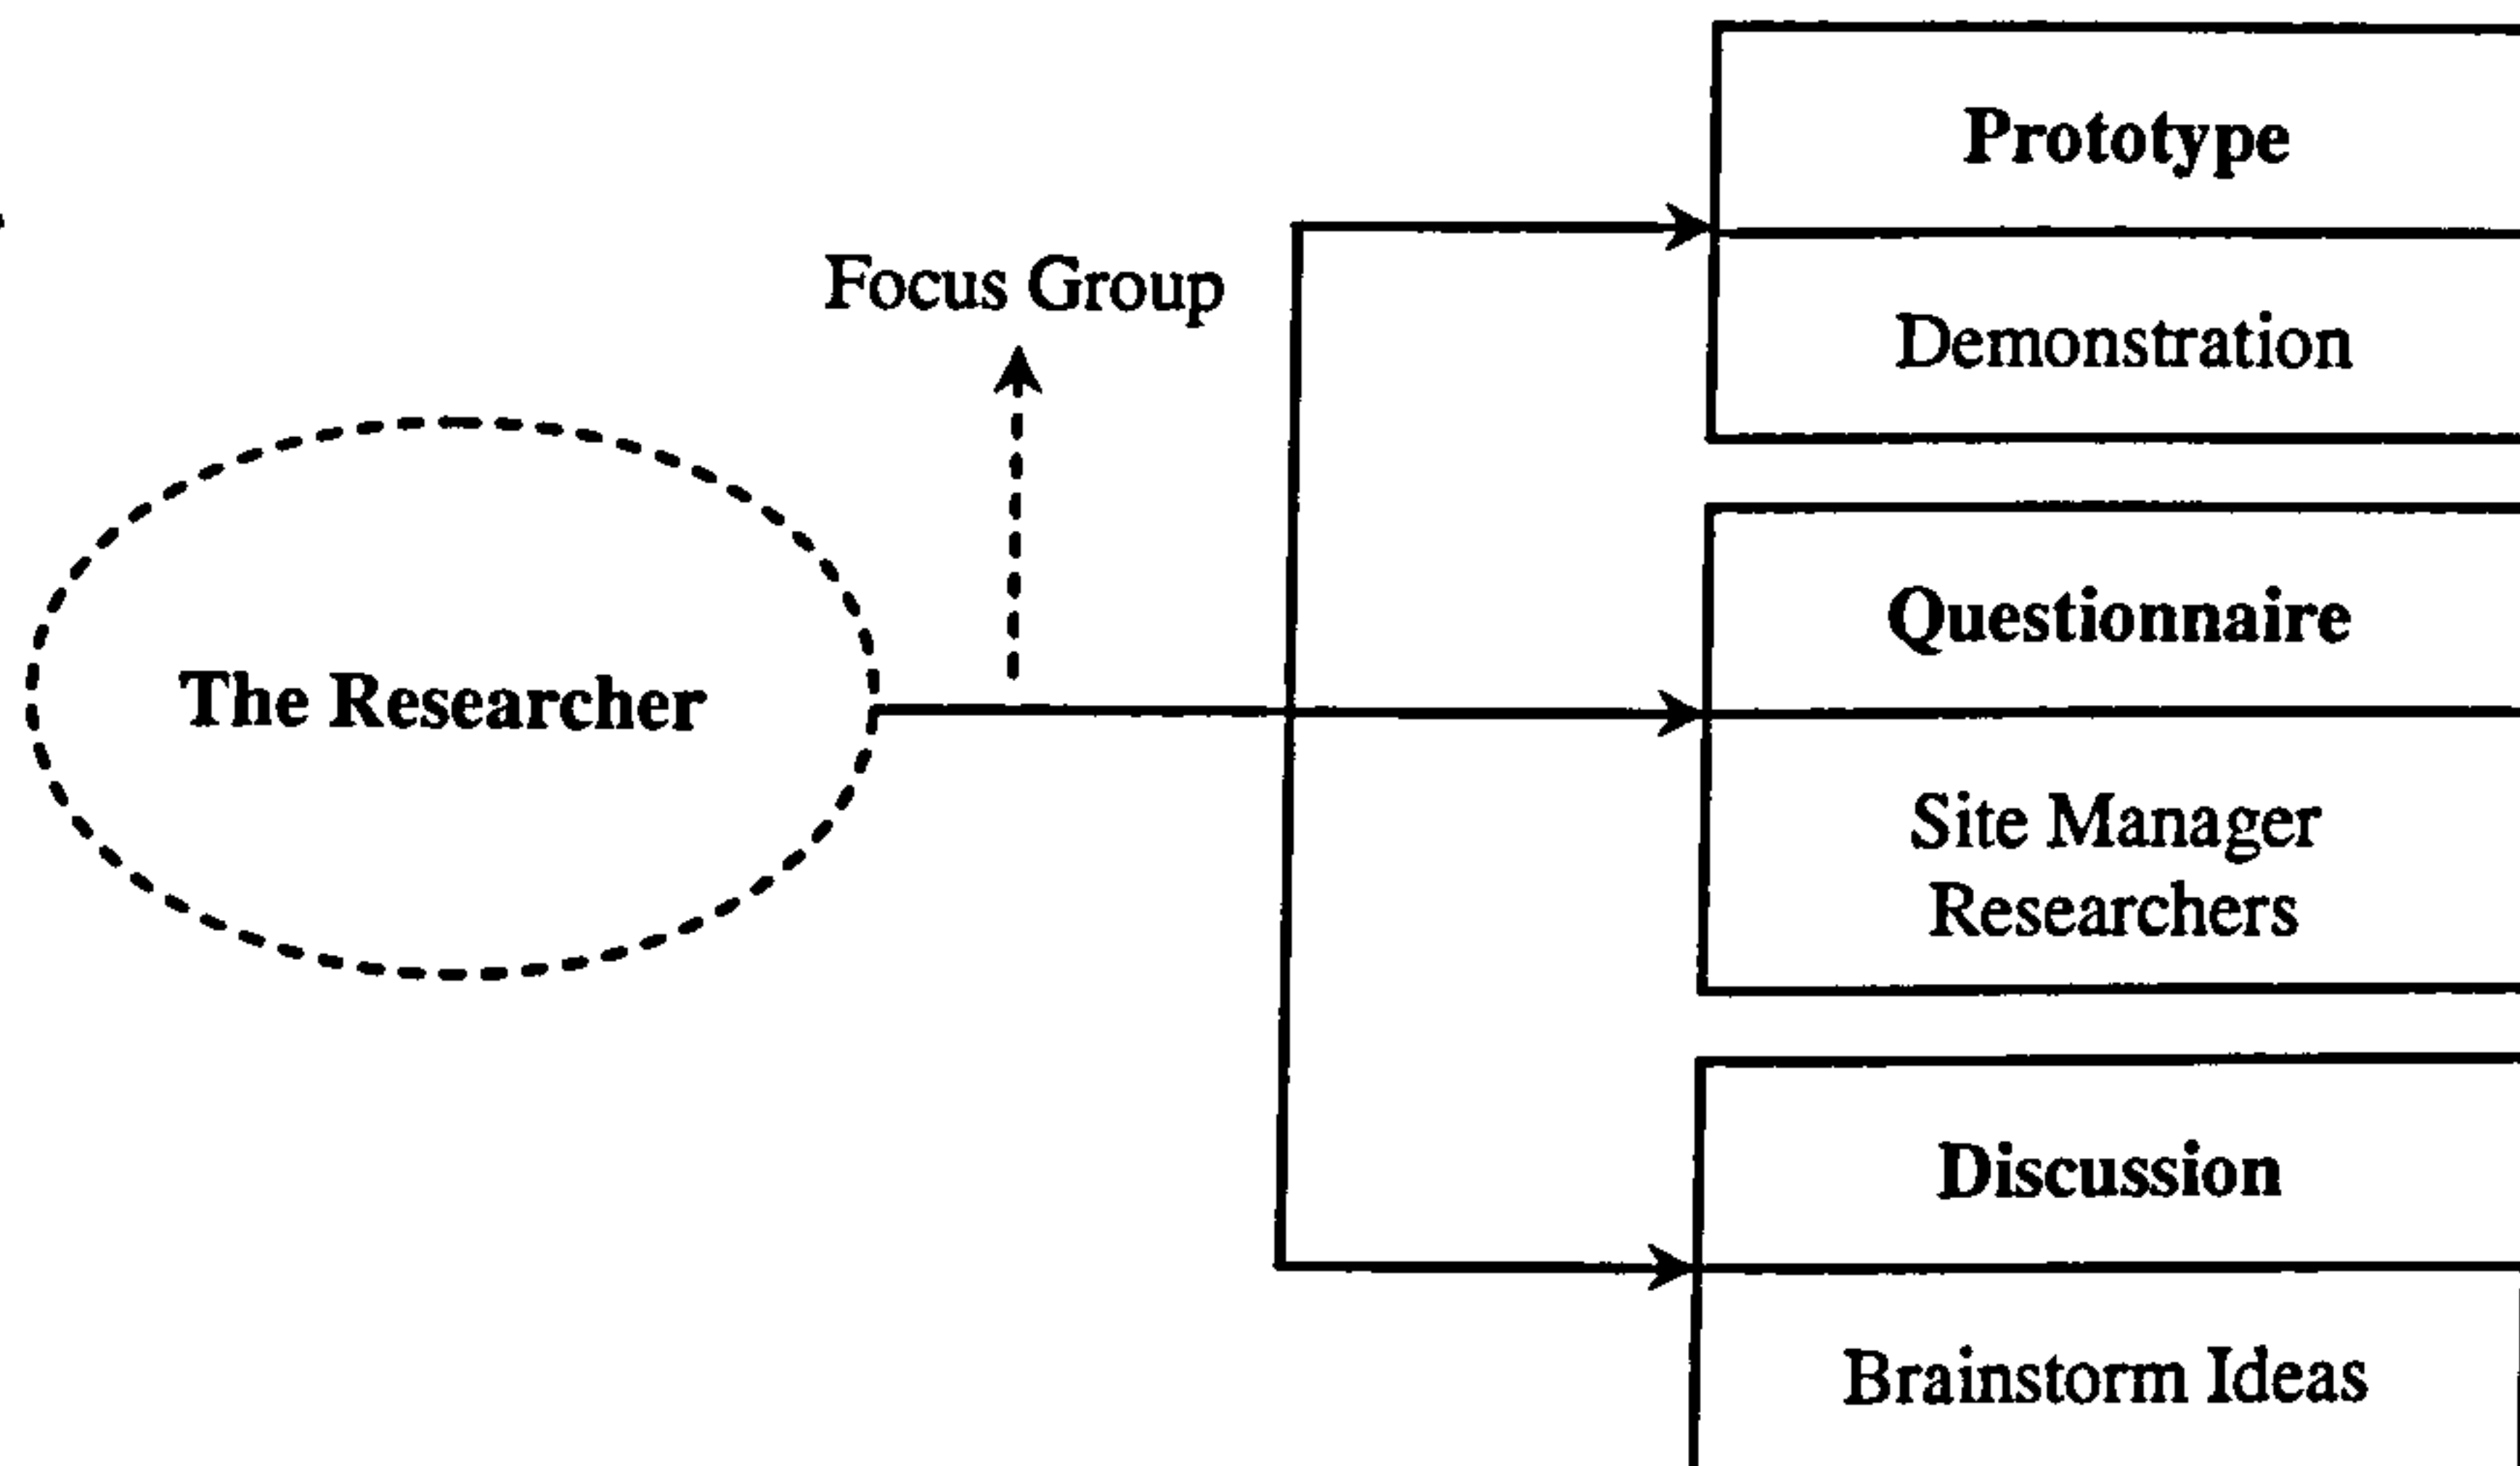 Prototype
Focus Group
Demonstration
Questionnaire
The Researcher
Site Manager
Researchers
Discussion
Brainstorm Ideas